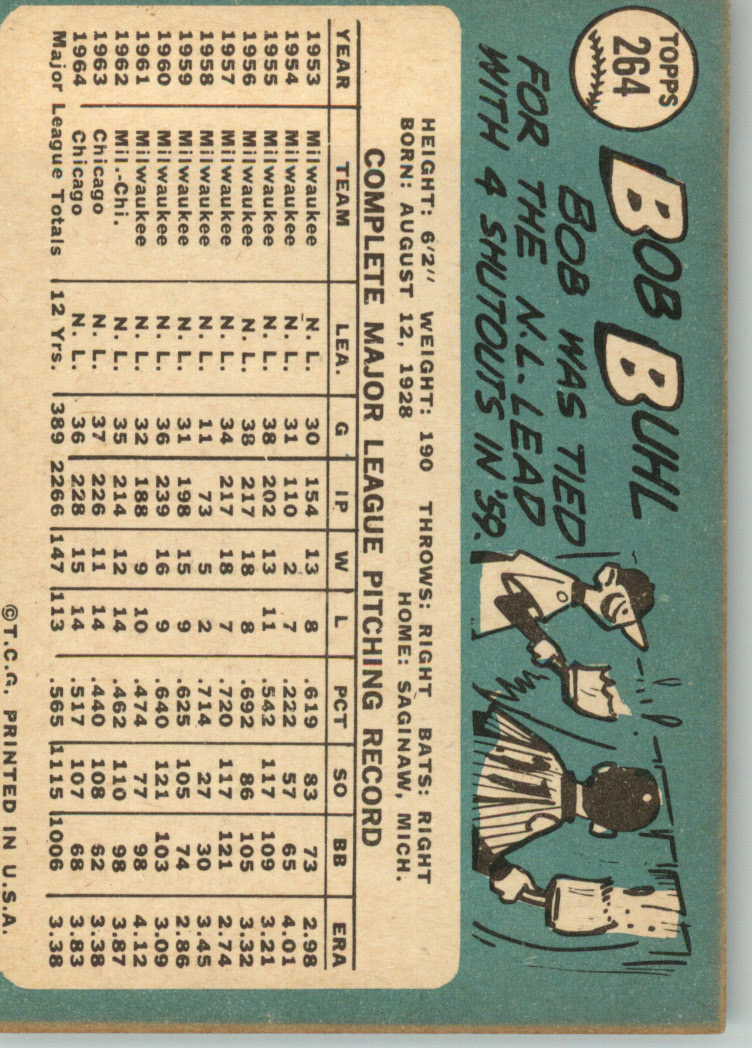 TOPPS
264
BOB BUHL
BOB WAS TIED
FOR THE N.L. LEAD
WITH 4 SHUTOUTS IN '59.
HEIGHT: 6'2" WEIGHT: 190 THROWS: RIGHT BATS: RIGHT
BORN: AUGUST 12, 1928 HOME: SAGINAW, MICH.
COMPLETE MAJOR LEAGUE PITCHING RECORD
YEAR TEAM LEA. G IP W L PCT SO BB ERA
1953 Milwaukee N. L. 30 154 13 8 .619 83 73 2.98
1954 Milwaukee N. L. 31 110 2 7 .222 57 65 4.01
1955 Milwaukee N. L. 38 202 13 11 .542 117 109 3.21
1956 Milwaukee N. L. 38 217 18 8 .692 86 105 3.32
1957 Milwaukee N. L. 34 217 18 7 .720 117 121 2.74
1958 Milwaukee N. L. 11 73 5 2 .714 27 30 3.45
1959 Milwaukee N. L. 31 198 15 9 .625 105 74 2.86
1960 Milwaukee N. L. 36 239 16 9 .640 121 103 3.09
1961 Milwaukee N. L. 32 188 9 10 .474 77 98 4.12
1962 Mil.-Chi. N. L. 35 214 12 14 .462 110 98 3.87
1963 Chicago N. L. 37 226 11 14 .440 108 62 3.38
1964 Chicago N. L. 36 228 15 14 .517 107 68 3.83
Major League Totals 12 Yrs. 389 2266 147 113 .565 1115 1006 3.38
©T.C.G. PRINTED IN U.S.A.